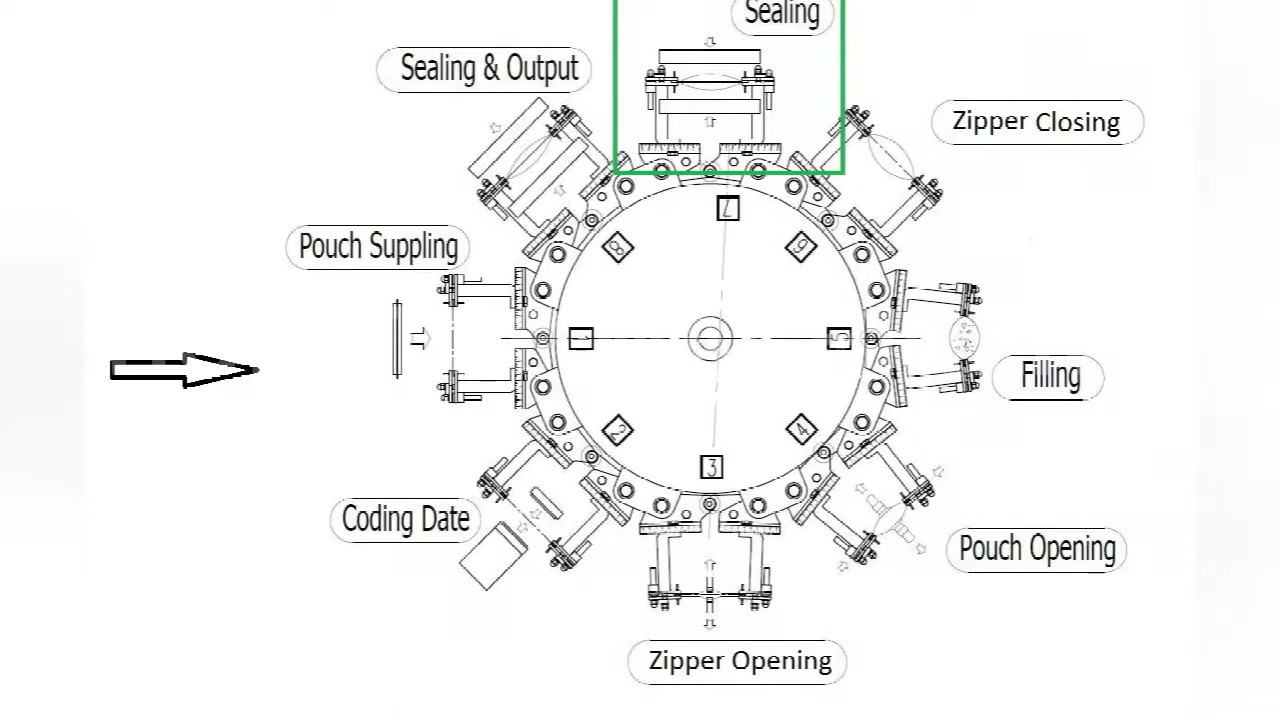 Sealing
Sealing & Output
Zipper Closing
Pouch Suppling
7
8
6
1
5
Filling
2
4
3
Coding Date
Pouch Opening
Zipper Opening